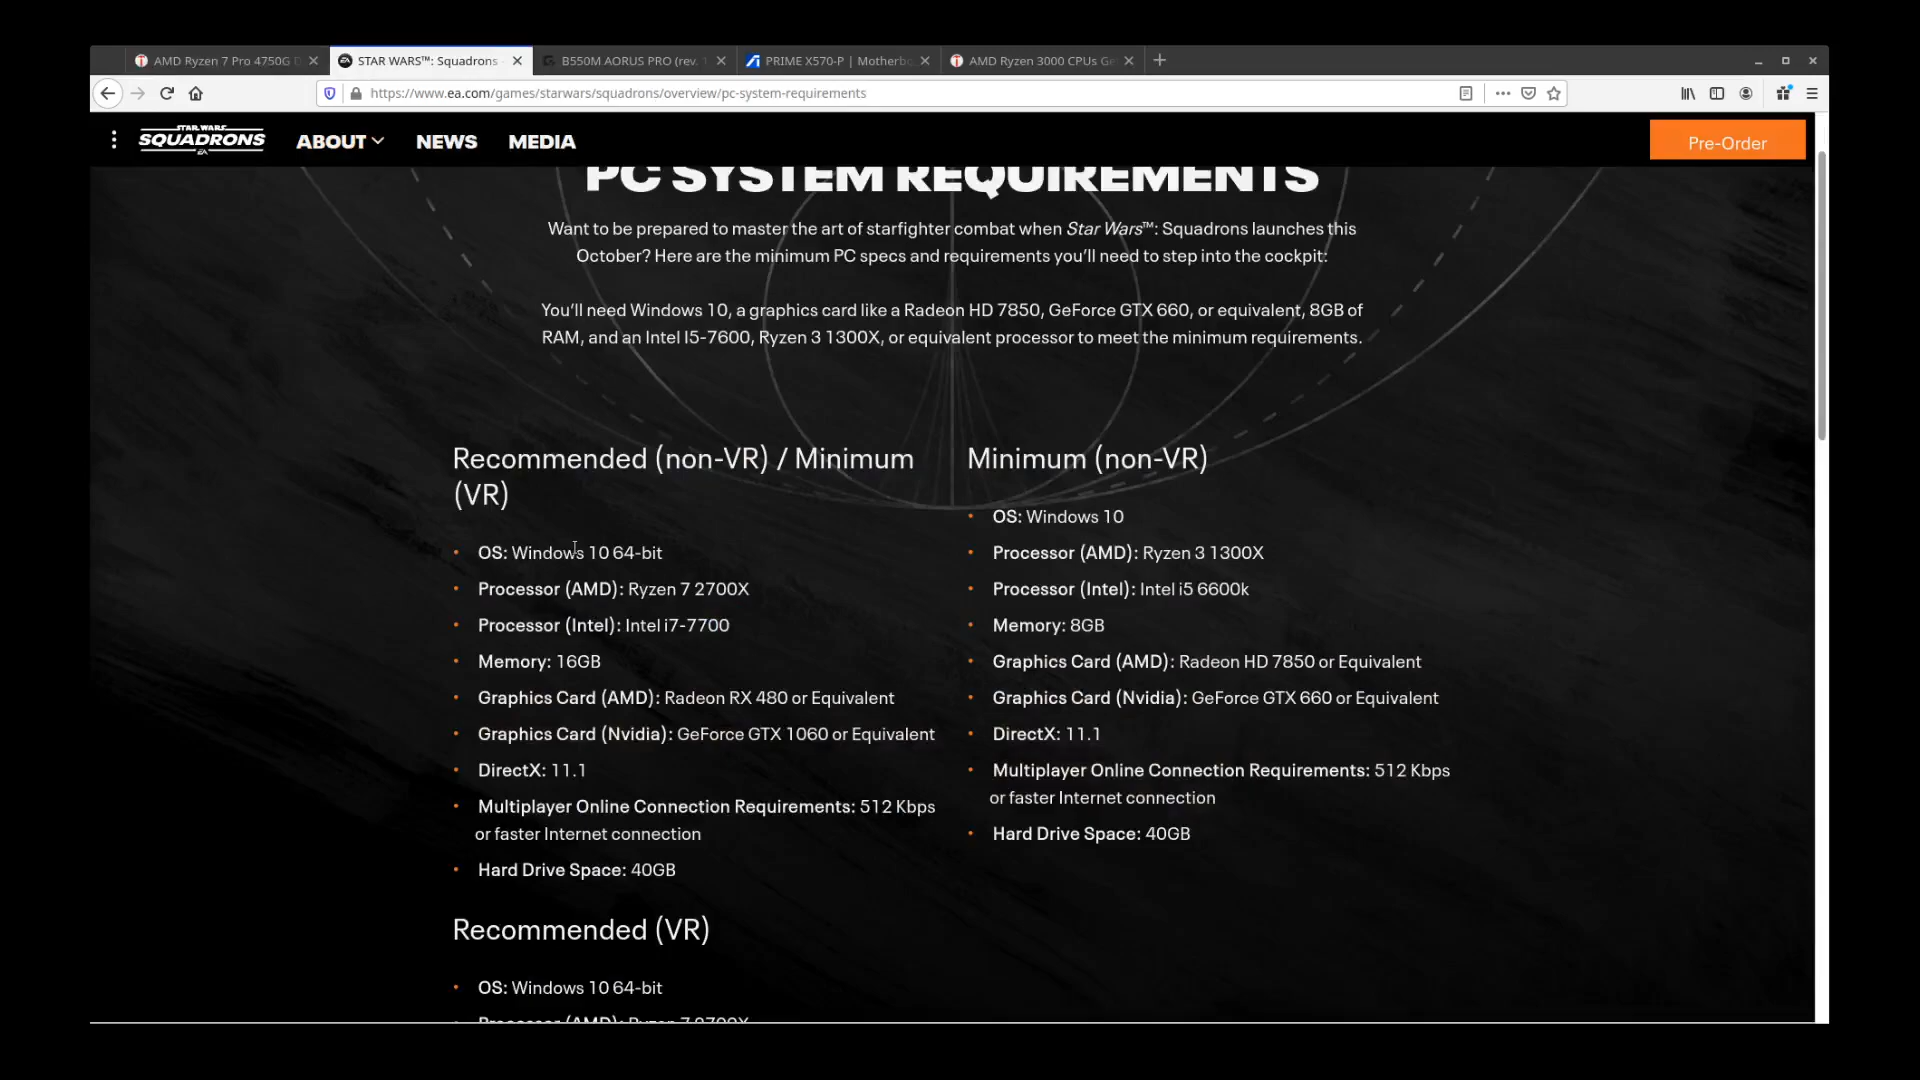 AMD Ryzen 7 Pro 4750G
STAR WARS™: Squadrons
B550M AORUS PRO (rev. 1
PRIME X570-P | Motherbo
AMD Ryzen 3000 CPUs Ge
https://www.ea.com/games/starwars/squadrons/overview/pc-system-requirements
STAR WARS
SQUADRONS
EA
ABOUT
NEWS
MEDIA
Pre-Order
PC SYSTEM REQUIREMENTS
Want to be prepared to master the art of starfighter combat when Star Wars™: Squadrons launches this
October? Here are the minimum PC specs and requirements you'll need to step into the cockpit:
You'll need Windows 10, a graphics card like a Radeon HD 7850, GeForce GTX 660, or equivalent, 8GB of
RAM, and an Intel I5-7600, Ryzen 3 1300X, or equivalent processor to meet the minimum requirements.
Recommended (non-VR) / Minimum
(VR)
• OS: Windows 10 64-bit
• Processor (AMD): Ryzen 7 2700X
• Processor (Intel): Intel i7-7700
• Memory: 16GB
• Graphics Card (AMD): Radeon RX 480 or Equivalent
• Graphics Card (Nvidia): GeForce GTX 1060 or Equivalent
• DirectX: 11.1
• Multiplayer Online Connection Requirements: 512 Kbps
or faster Internet connection
• Hard Drive Space: 40GB
Minimum (non-VR)
• OS: Windows 10
• Processor (AMD): Ryzen 3 1300X
• Processor (Intel): Intel i5 6600k
• Memory: 8GB
• Graphics Card (AMD): Radeon HD 7850 or Equivalent
• Graphics Card (Nvidia): GeForce GTX 660 or Equivalent
• DirectX: 11.1
• Multiplayer Online Connection Requirements: 512 Kbps
or faster Internet connection
• Hard Drive Space: 40GB
Recommended (VR)
• OS: Windows 10 64-bit
• Processor (AMD): Ryzen 7 2700X